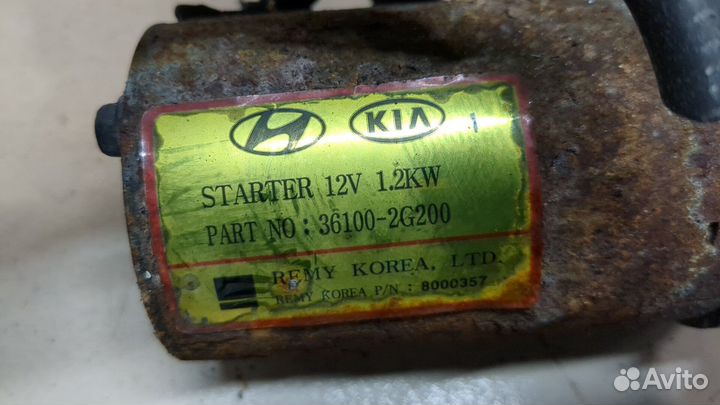 KIA
STARTER 12V 1.2KW
PART NO : 36100-2G200
REMY KOREA, LTD.
REMY KOREA P/N : 8000357
Avito